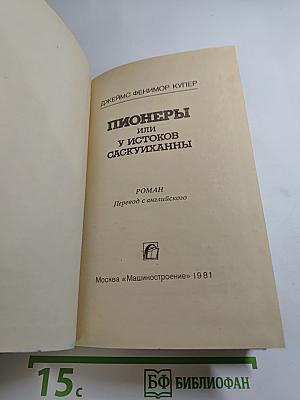 ДЖЕЙМС ФЕНИМОР КУПЕР
ПИОНЕРЫ
ИЛИ
У ИСТОКОВ
САСКУИХАННЫ
РОМАН
Перевод с английского
Москва «Машиностроение» 1981
15с
БФ БИБЛИОФАН